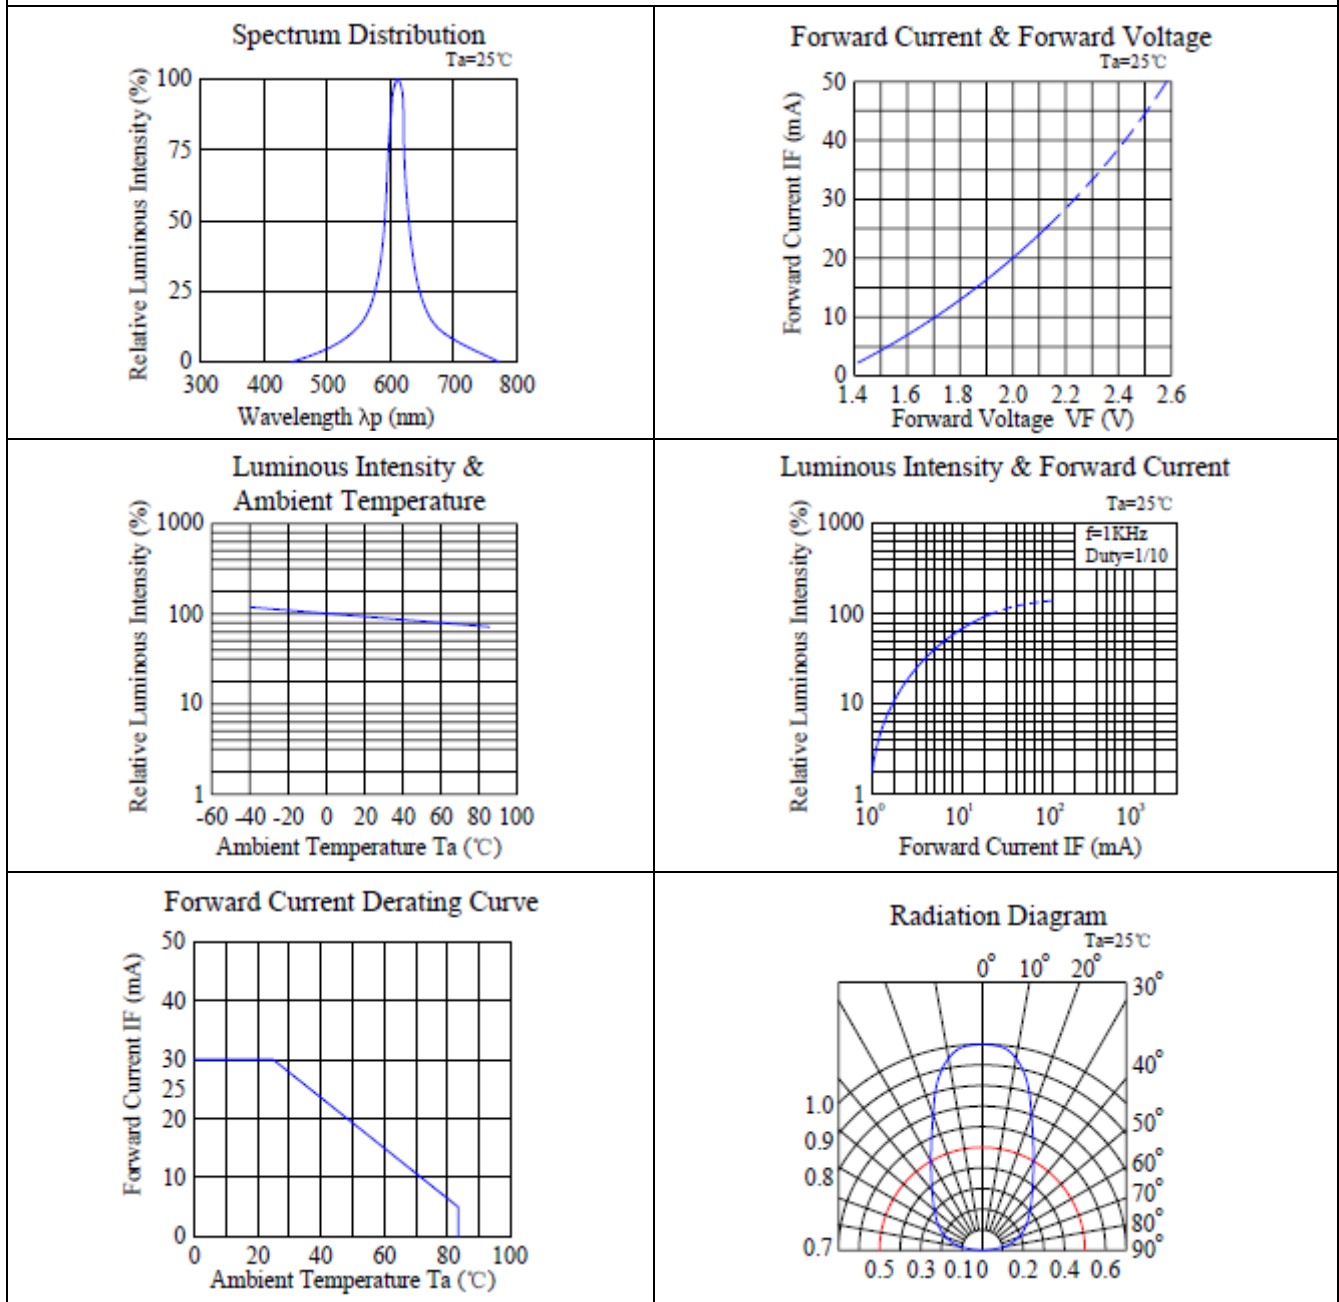 Spectrum Distribution
Ta=25℃
Relative Luminous Intensity (%)
100
75
50
25
0
300 400 500 600 700 800
Wavelength λp (nm)
Forward Current & Forward Voltage
Ta=25℃
Forward Current IF (mA)
50
40
30
20
10
0
1.4 1.6 1.8 2.0 2.2 2.4 2.6
Forward Voltage VF (V)
Luminous Intensity &
Ambient Temperature
Relative Luminous Intensity (%)
1000
100
10
1
-60 -40 -20 0 20 40 60 80 100
Ambient Temperature Ta (℃)
Luminous Intensity & Forward Current
Ta=25℃
f=1KHz
Duty=1/10
Relative Luminous Intensity (%)
1000
100
10
1
10⁰ 10¹ 10² 10³
Forward Current IF (mA)
Forward Current Derating Curve
Forward Current IF (mA)
50
40
30
25
20
10
0
0 20 40 60 80 100
Ambient Temperature Ta (℃)
Radiation Diagram
Ta=25℃
0° 10° 20°
30°
40°
50°
60°
70°
80°
90°
1.0
0.9
0.8
0.7
0.5 0.3 0.1 0 0.2 0.4 0.6